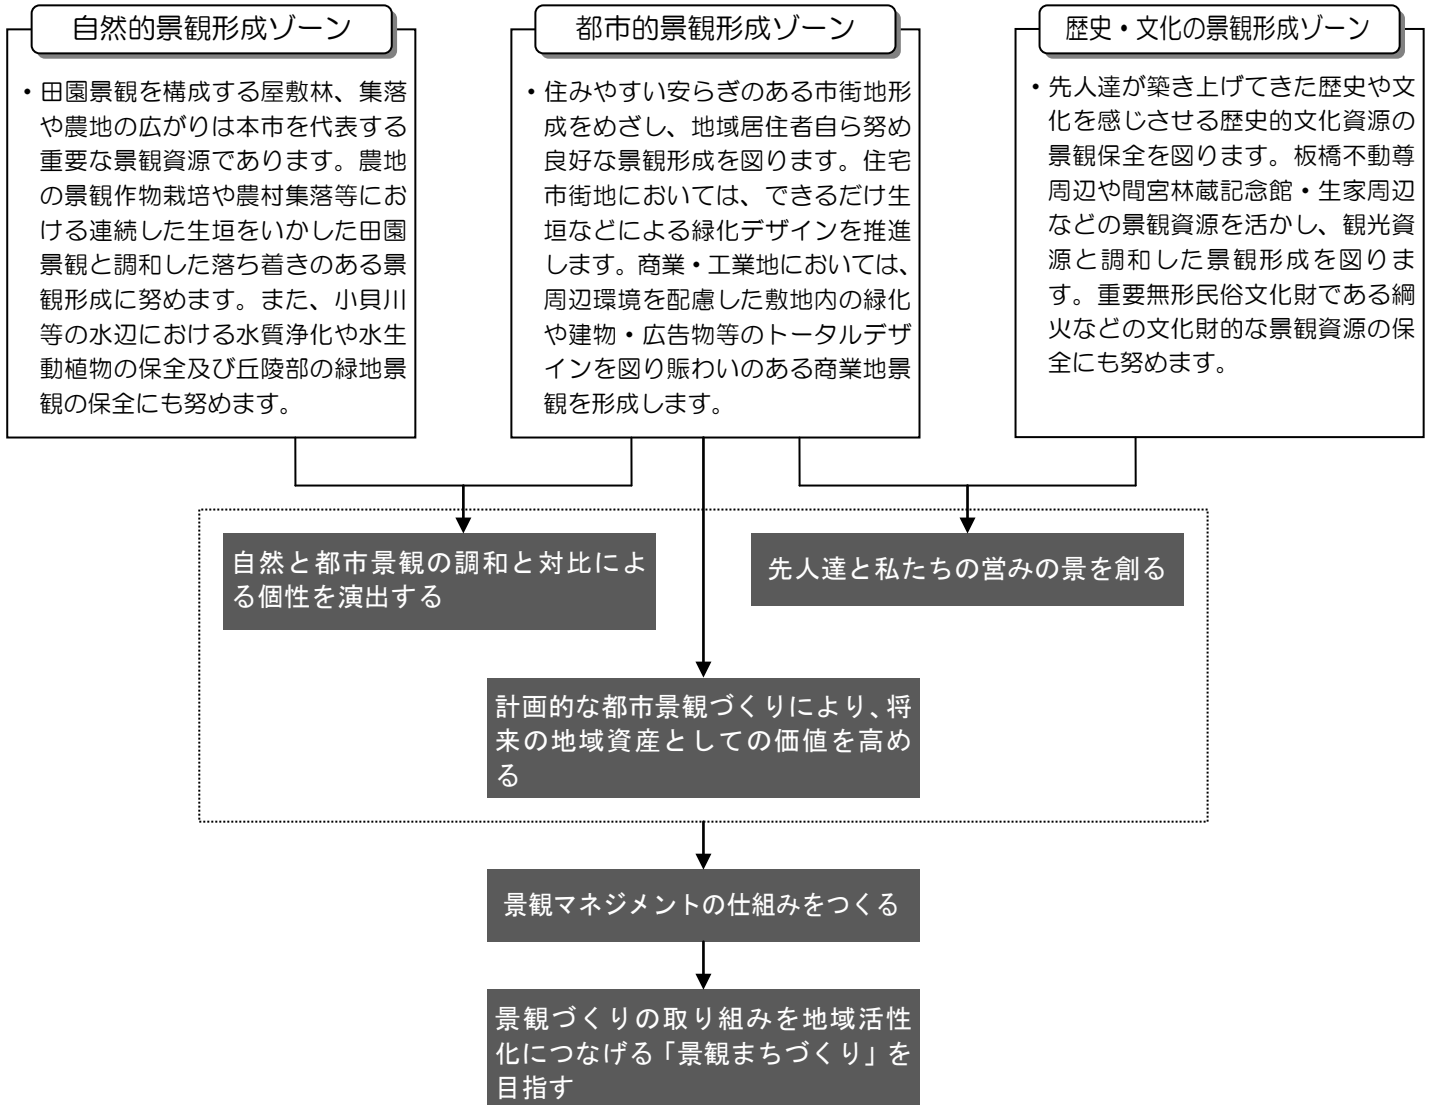 自然的景観形成ゾーン
・田園景観を構成する屋敷林、集落
や農地の広がりは本市を代表する
重要な景観資源であります。農地
の景観作物栽培や農村集落等にお
ける連続した生垣をいかした田園
景観と調和した落ち着きのある景
観形成に努めます。また、小貝川
等の水辺における水質浄化や水生
動植物の保全及び丘陵部の緑地景
観の保全にも努めます。
都市的景観形成ゾーン
・住みやすい安らぎのある市街地形
成をめざし、地域居住者自ら努め
良好な景観形成を図ります。住宅
市街地においては、できるだけ生
垣などによる緑化デザインを推進
します。商業・工業地においては、
周辺環境を配慮した敷地内の緑化
や建物・広告物等のトータルデザ
インを図り賑わいのある商業地景
観を形成します。
歴史・文化の景観形成ゾーン
・先人達が築き上げてきた歴史や文
化を感じさせる歴史的文化資源の
景観保全を図ります。板橋不動尊
周辺や間宮林蔵記念館・生家周辺
などの景観資源を活かし、観光資
源と調和した景観形成を図りま
す。重要無形民俗文化財である綱
火などの文化財的な景観資源の保
全にも努めます。
自然と都市景観の調和と対比によ
る個性を演出する
先人達と私たちの営みの景を創る
計画的な都市景観づくりにより、将
来の地域資産としての価値を高め
る
景観マネジメントの仕組みをつくる
景観づくりの取り組みを地域活性
化につなげる「景観まちづくり」を
目指す